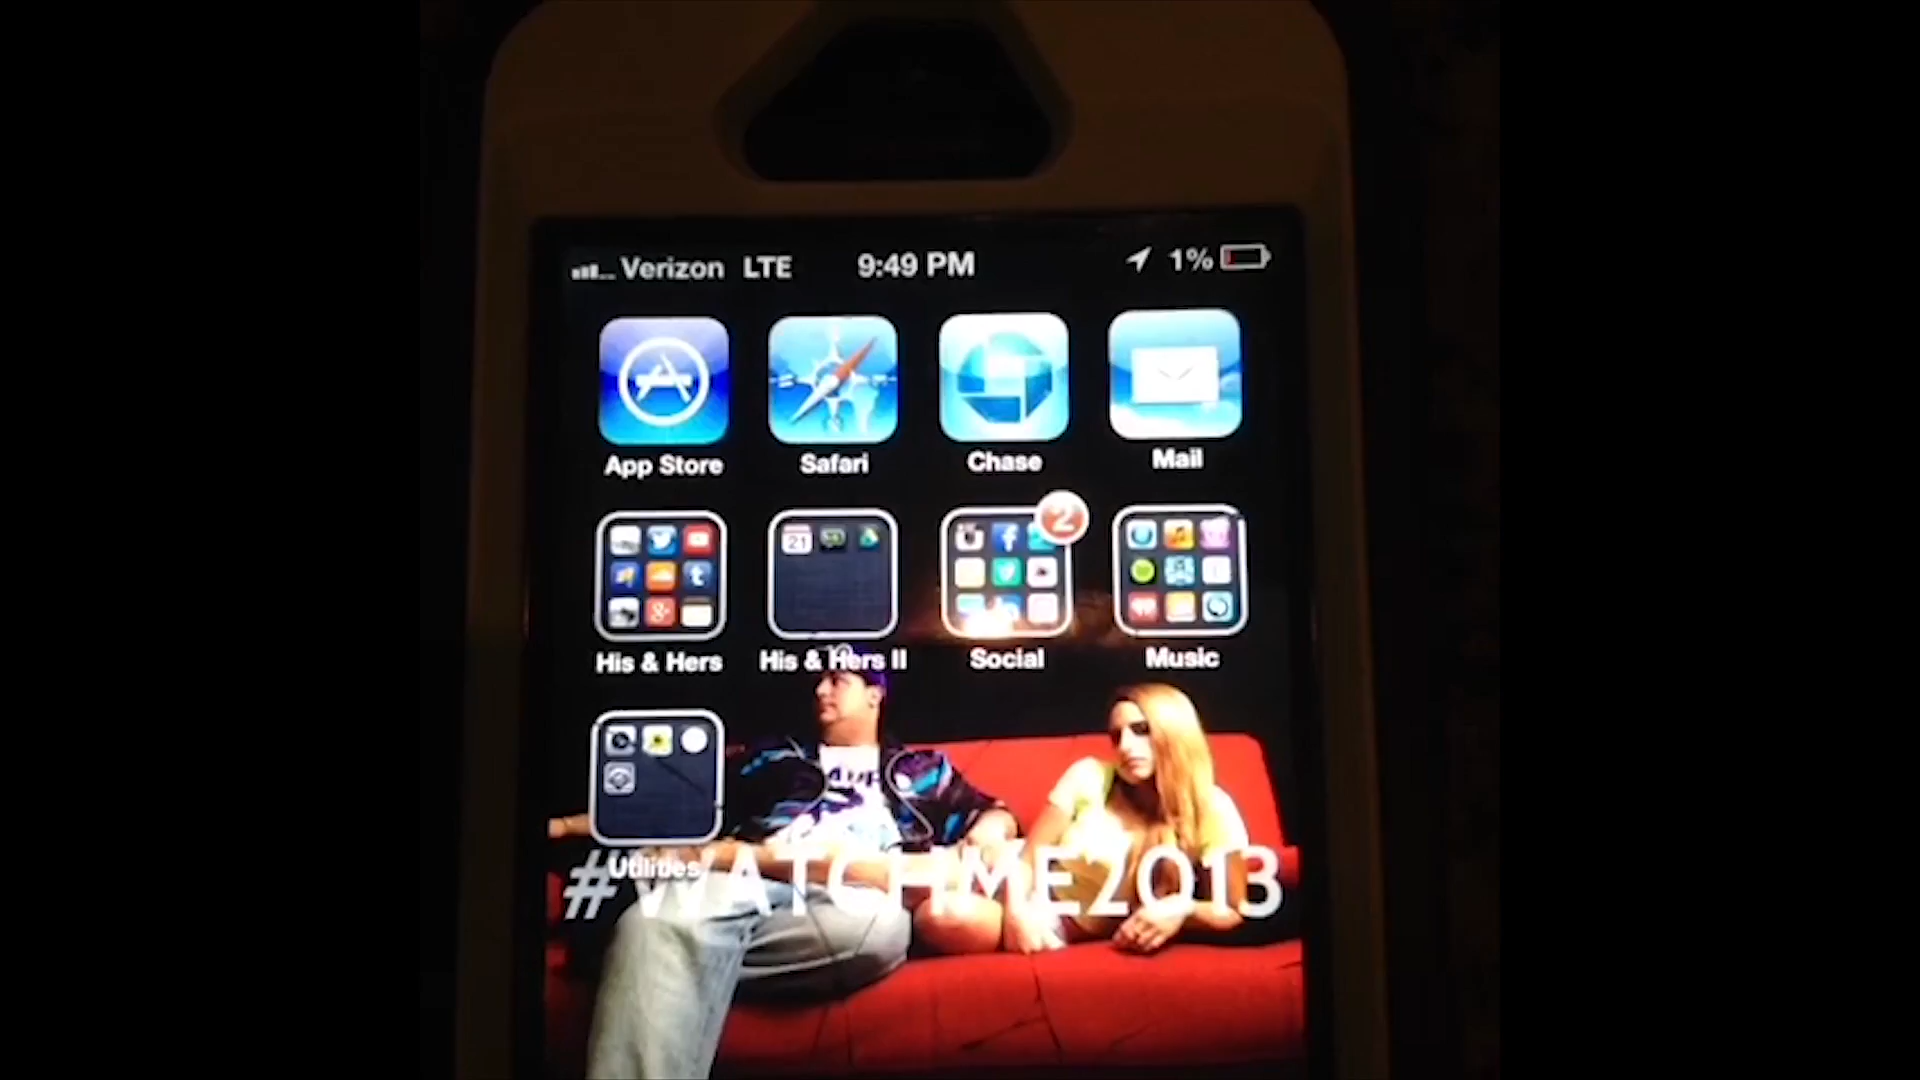 Verizon LTE 9:49 PM 1%
App Store Safari Chase Mail
21 2
His & Hers His & Hers II Social Music
Utilities
#WATCHME2013